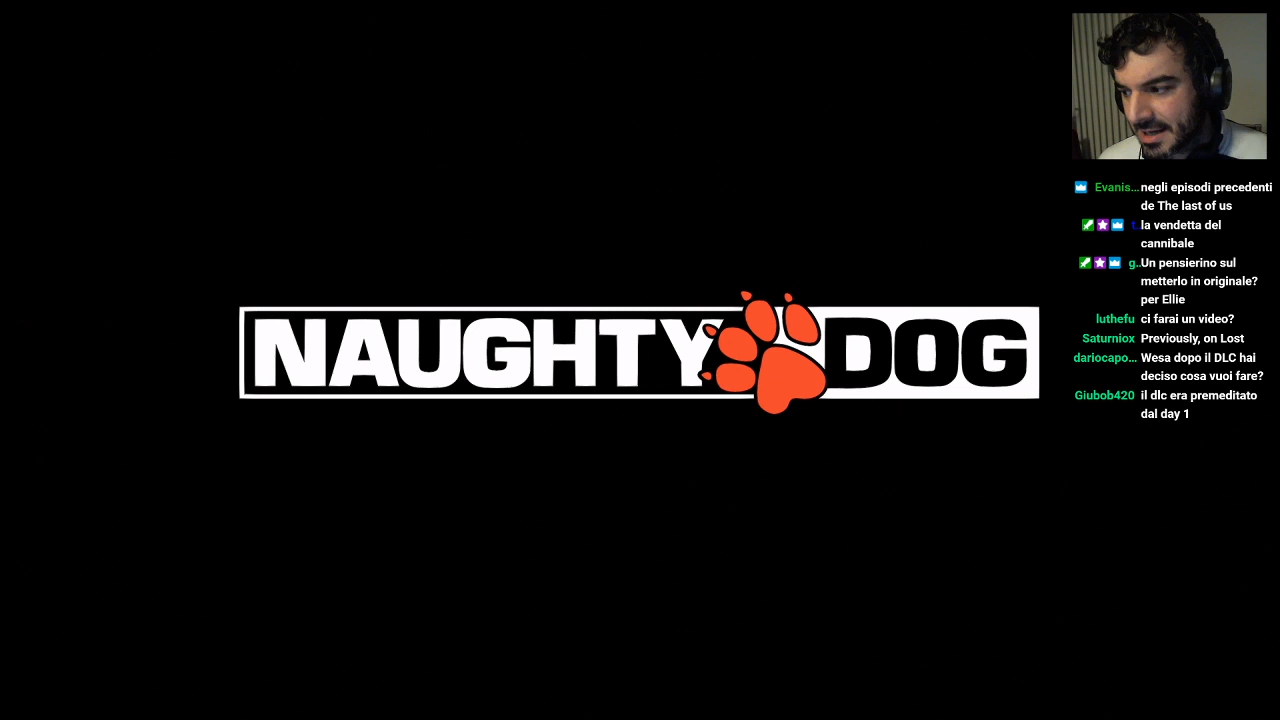 NAUGHTY DOG
Evanis... negli episodi precedenti
de The last of us
t.. la vendetta del
cannibale
g.. Un pensierino sul
metterlo in originale?
per Ellie
luthefu ci farai un video?
Saturniox Previously, on Lost
dariocapo... Wesa dopo il DLC hai
deciso cosa vuoi fare?
Giubob420 il dlc era premeditato
dal day 1